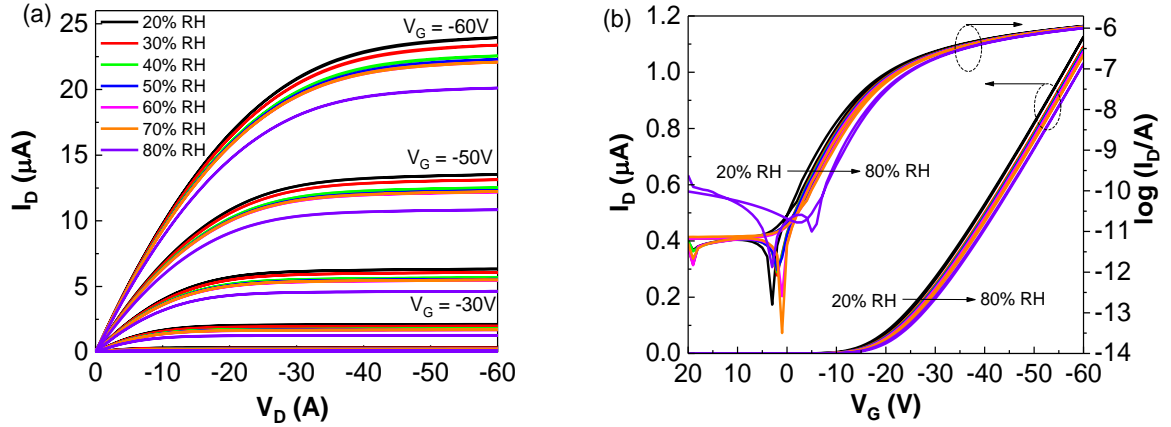 (a)
25
20
15
10
5
0
I_D (μA)
20% RH
30% RH
40% RH
50% RH
60% RH
70% RH
80% RH
V_G = -60V
V_G = -50V
V_G = -30V
0 -10 -20 -30 -40 -50 -60
V_D (A)
(b)
1.2
1.0
0.8
0.6
0.4
0.2
0.0
I_D (μA)
20% RH 80% RH
20% RH 80% RH
-5
-6
-7
-8
-9
-10
-11
-12
-13
-14
log (I_D/A)
20 10 0 -10 -20 -30 -40 -50 -60
V_G (V)